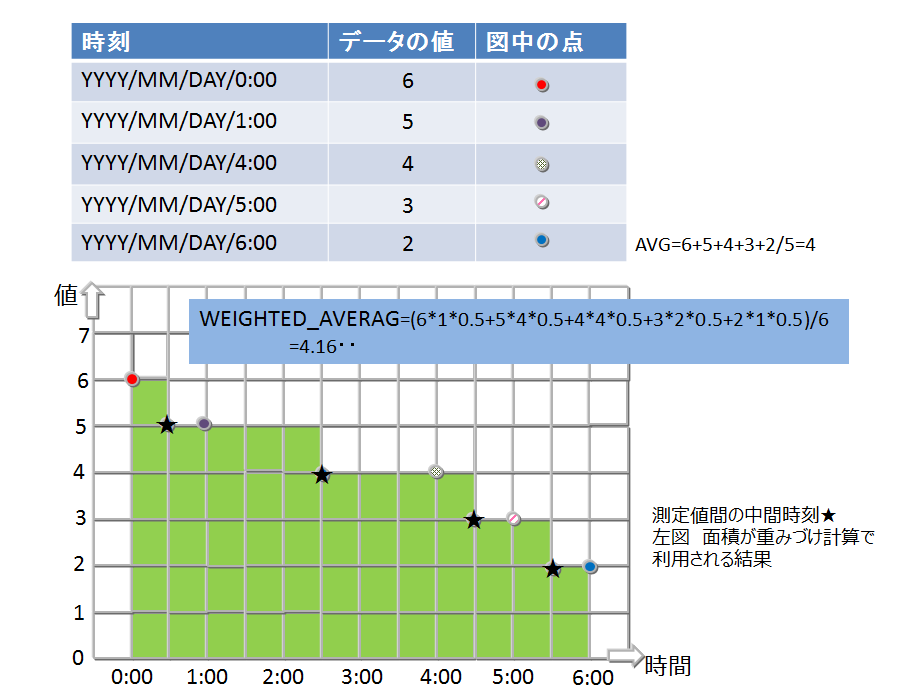 時刻 データの値 図中の点
YYYY/MM/DAY/0:00 6
YYYY/MM/DAY/1:00 5
YYYY/MM/DAY/4:00 4
YYYY/MM/DAY/5:00 3
YYYY/MM/DAY/6:00 2
AVG=6+5+4+3+2/5=4
値
WEIGHTED_AVERAG=(6*1*0.5+5*4*0.5+4*4*0.5+3*2*0.5+2*1*0.5)/6
=4.16・・
7
6
5
4
3
2
1
0
測定値間の中間時刻★
左図 面積が重みづけ計算で
利用される結果
0:00 1:00 2:00 3:00 4:00 5:00 6:00
時間